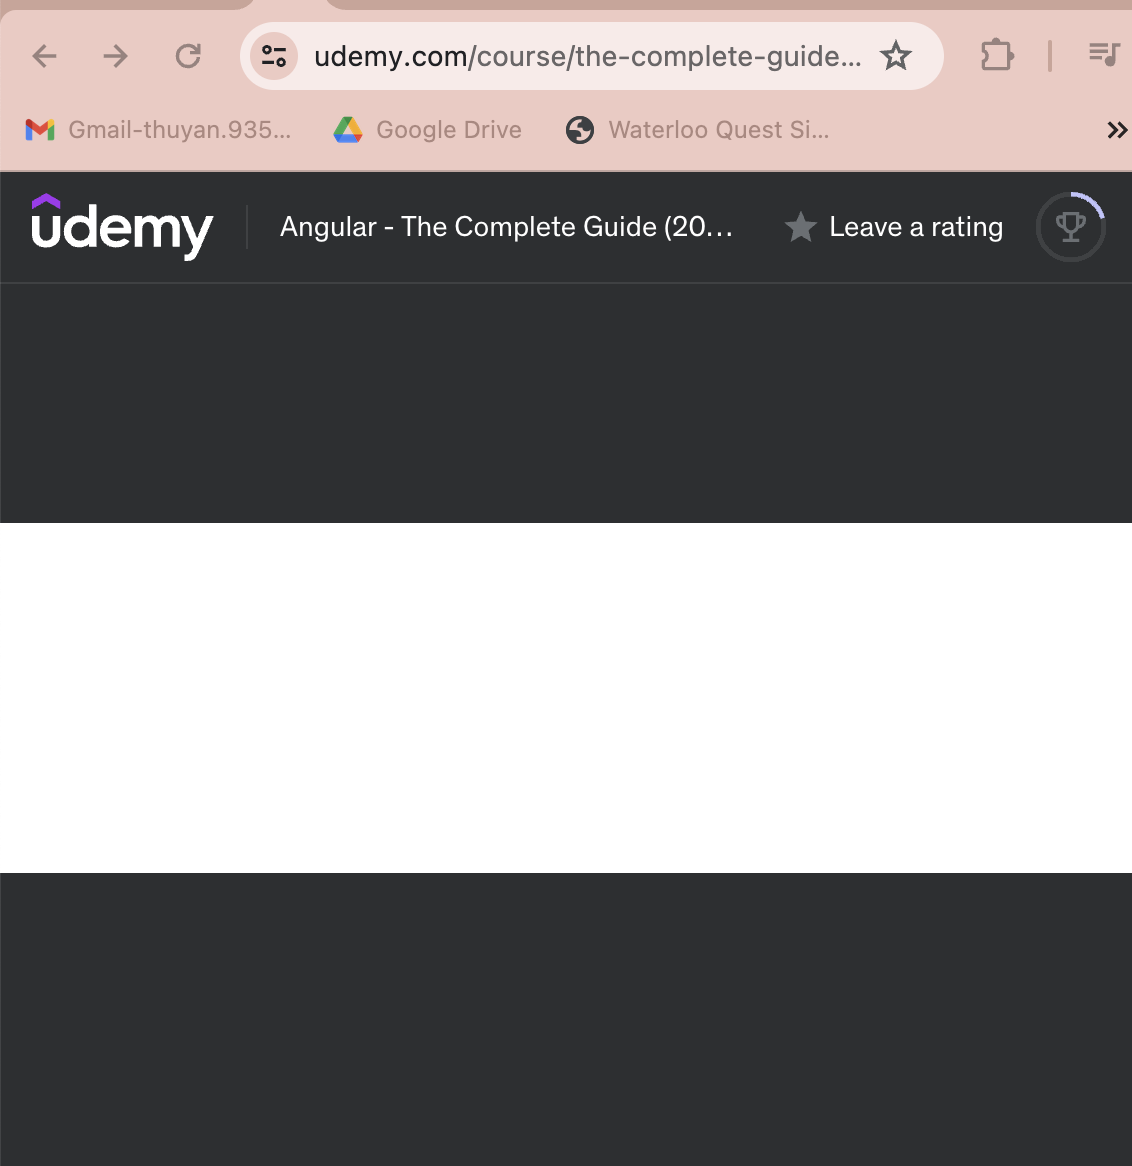 udemy.com/course/the-complete-guide...
Gmail-thuyan.935... Google Drive Waterloo Quest Si...
udemy Angular - The Complete Guide (20... Leave a rating